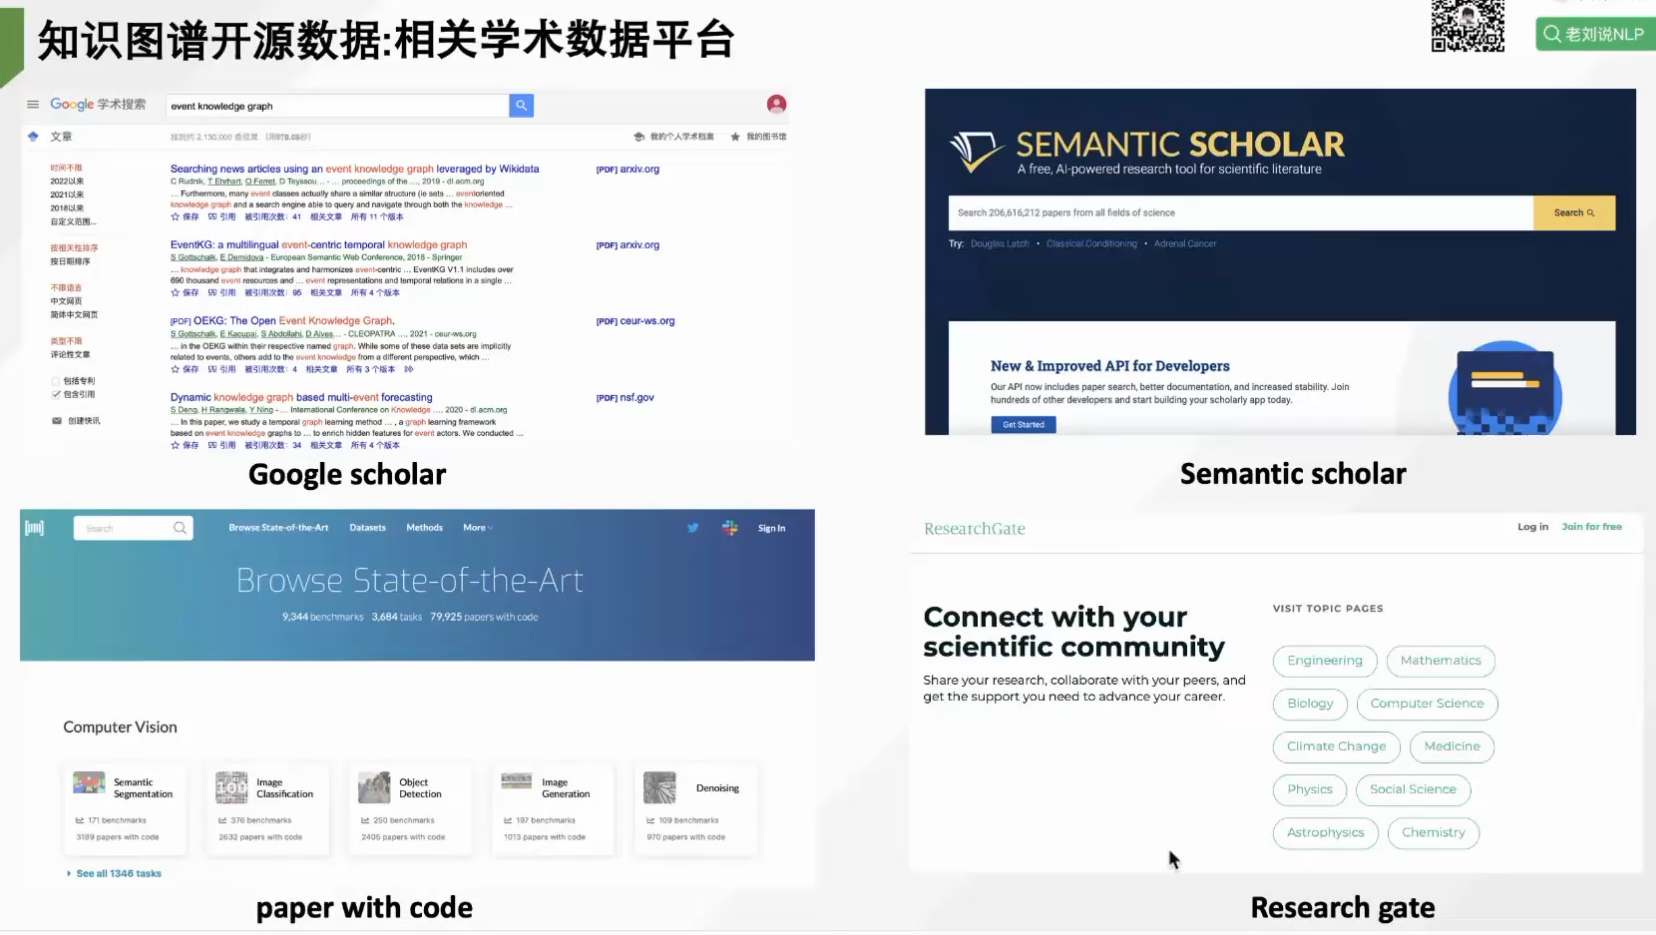 知识图谱开源数据:相关学术数据平台
老刘说NLP
Google 学术搜索
event knowledge graph
文章
找到约 2,130,000 条结果 (用时0.08秒)
我的个人学术档案
我的图书馆
时间不限
2022以来
2021以来
2018以来
自定义范围...
按相关性排序
按日期排序
不限语言
中文网页
简体中文网页
类型不限
评论性文章
包括专利
包含引用
创建快讯
Searching news articles using an event knowledge graph leveraged by Wikidata
[PDF] arxiv.org
C Rudnik, T Ehrhart, O Ferret, D Teyssou... - ... proceedings of the ..., 2019 - dl.acm.org
... Furthermore, many event classes actually share a similar structure (ie sets ... eventoriented
knowledge graph and a search engine able to query and navigate through both the knowledge ...
保存 引用 被引用次数: 41 相关文章 所有 11 个版本
EventKG: a multilingual event-centric temporal knowledge graph
[PDF] arxiv.org
S Gottschalk, E Demidova - European Semantic Web Conference, 2018 - Springer
... knowledge graph that integrates and harmonizes event-centric ... EventKG V1.1 includes over
690 thousand event resources and ... event representations and temporal relations in a single ...
保存 引用 被引用次数: 95 相关文章 所有 4 个版本
[PDF] OEKG: The Open Event Knowledge Graph.
[PDF] ceur-ws.org
S Gottschalk, E Kacupaj, S Abdollahi, D Alves... - CLEOPATRA ..., 2021 - ceur-ws.org
... in the OEKG within their respective named graph. While some of these data sets are implicitly
related to events, others add to the event knowledge from a different perspective, which ...
保存 引用 被引用次数: 4 相关文章 所有 3 个版本
Dynamic knowledge graph based multi-event forecasting
[PDF] nsf.gov
S Deng, H Rangwala, Y Ning - ... International Conference on Knowledge ..., 2020 - dl.acm.org
... In this paper, we study a temporal graph learning method ... , a graph learning framework
based on event knowledge graphs to ... to enrich hidden features for event actors. We conducted ...
保存 引用 被引用次数: 34 相关文章 所有 4 个版本
Google scholar
SEMANTIC SCHOLAR
A free, AI-powered research tool for scientific literature
Search 206,616,212 papers from all fields of science
Search
Try: Douglas Latch • Classical Conditioning • Adrenal Cancer
New & Improved API for Developers
Our API now includes paper search, better documentation, and increased stability. Join
hundreds of other developers and start building your scholarly app today.
Get Started
Semantic scholar
Search
Browse State-of-the-Art Datasets Methods More
Sign In
Browse State-of-the-Art
9,344 benchmarks 3,684 tasks 79,925 papers with code
Computer Vision
Semantic
Segmentation
171 benchmarks
3189 papers with code
Image
Classification
376 benchmarks
2632 papers with code
Object
Detection
250 benchmarks
2405 papers with code
Image
Generation
197 benchmarks
1013 papers with code
Denoising
109 benchmarks
970 papers with code
See all 1346 tasks
paper with code
ResearchGate
Log in Join for free
Connect with your
scientific community
Share your research, collaborate with your peers, and
get the support you need to advance your career.
VISIT TOPIC PAGES
Engineering Mathematics
Biology Computer Science
Climate Change Medicine
Physics Social Science
Astrophysics Chemistry
Research gate